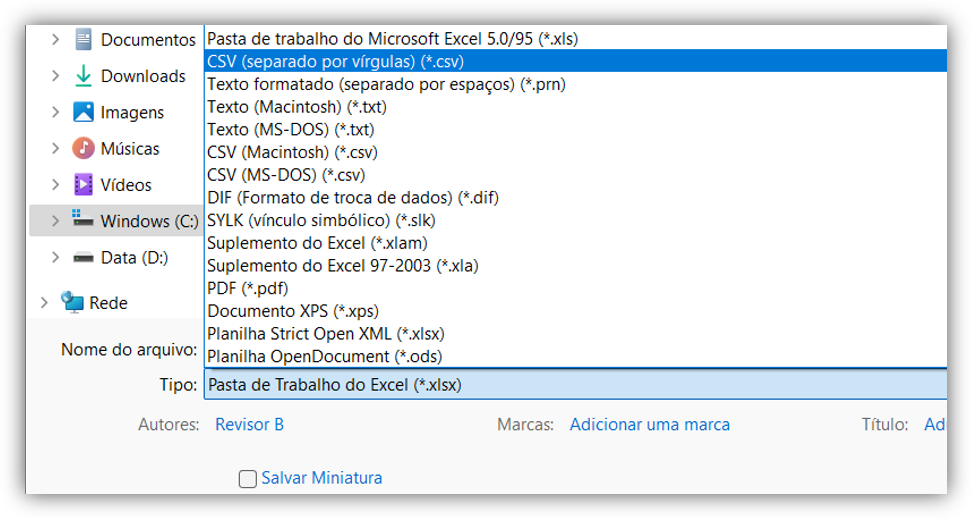 Documentos
Downloads
Imagens
Músicas
Vídeos
Windows (C:)
Data (D:)
Rede
Pasta de trabalho do Microsoft Excel 5.0/95 (*.xls)
CSV (separado por vírgulas) (*.csv)
Texto formatado (separado por espaços) (*.prn)
Texto (Macintosh) (*.txt)
Texto (MS-DOS) (*.txt)
CSV (Macintosh) (*.csv)
CSV (MS-DOS) (*.csv)
DIF (Formato de troca de dados) (*.dif)
SYLK (vínculo simbólico) (*.slk)
Suplemento do Excel (*.xlam)
Suplemento do Excel 97-2003 (*.xla)
PDF (*.pdf)
Documento XPS (*.xps)
Planilha Strict Open XML (*.xlsx)
Planilha OpenDocument (*.ods)
Nome do arquivo:
Tipo: Pasta de Trabalho do Excel (*.xlsx)
Autores: Revisor B Marcas: Adicionar uma marca Título: Ad
Salvar Miniatura